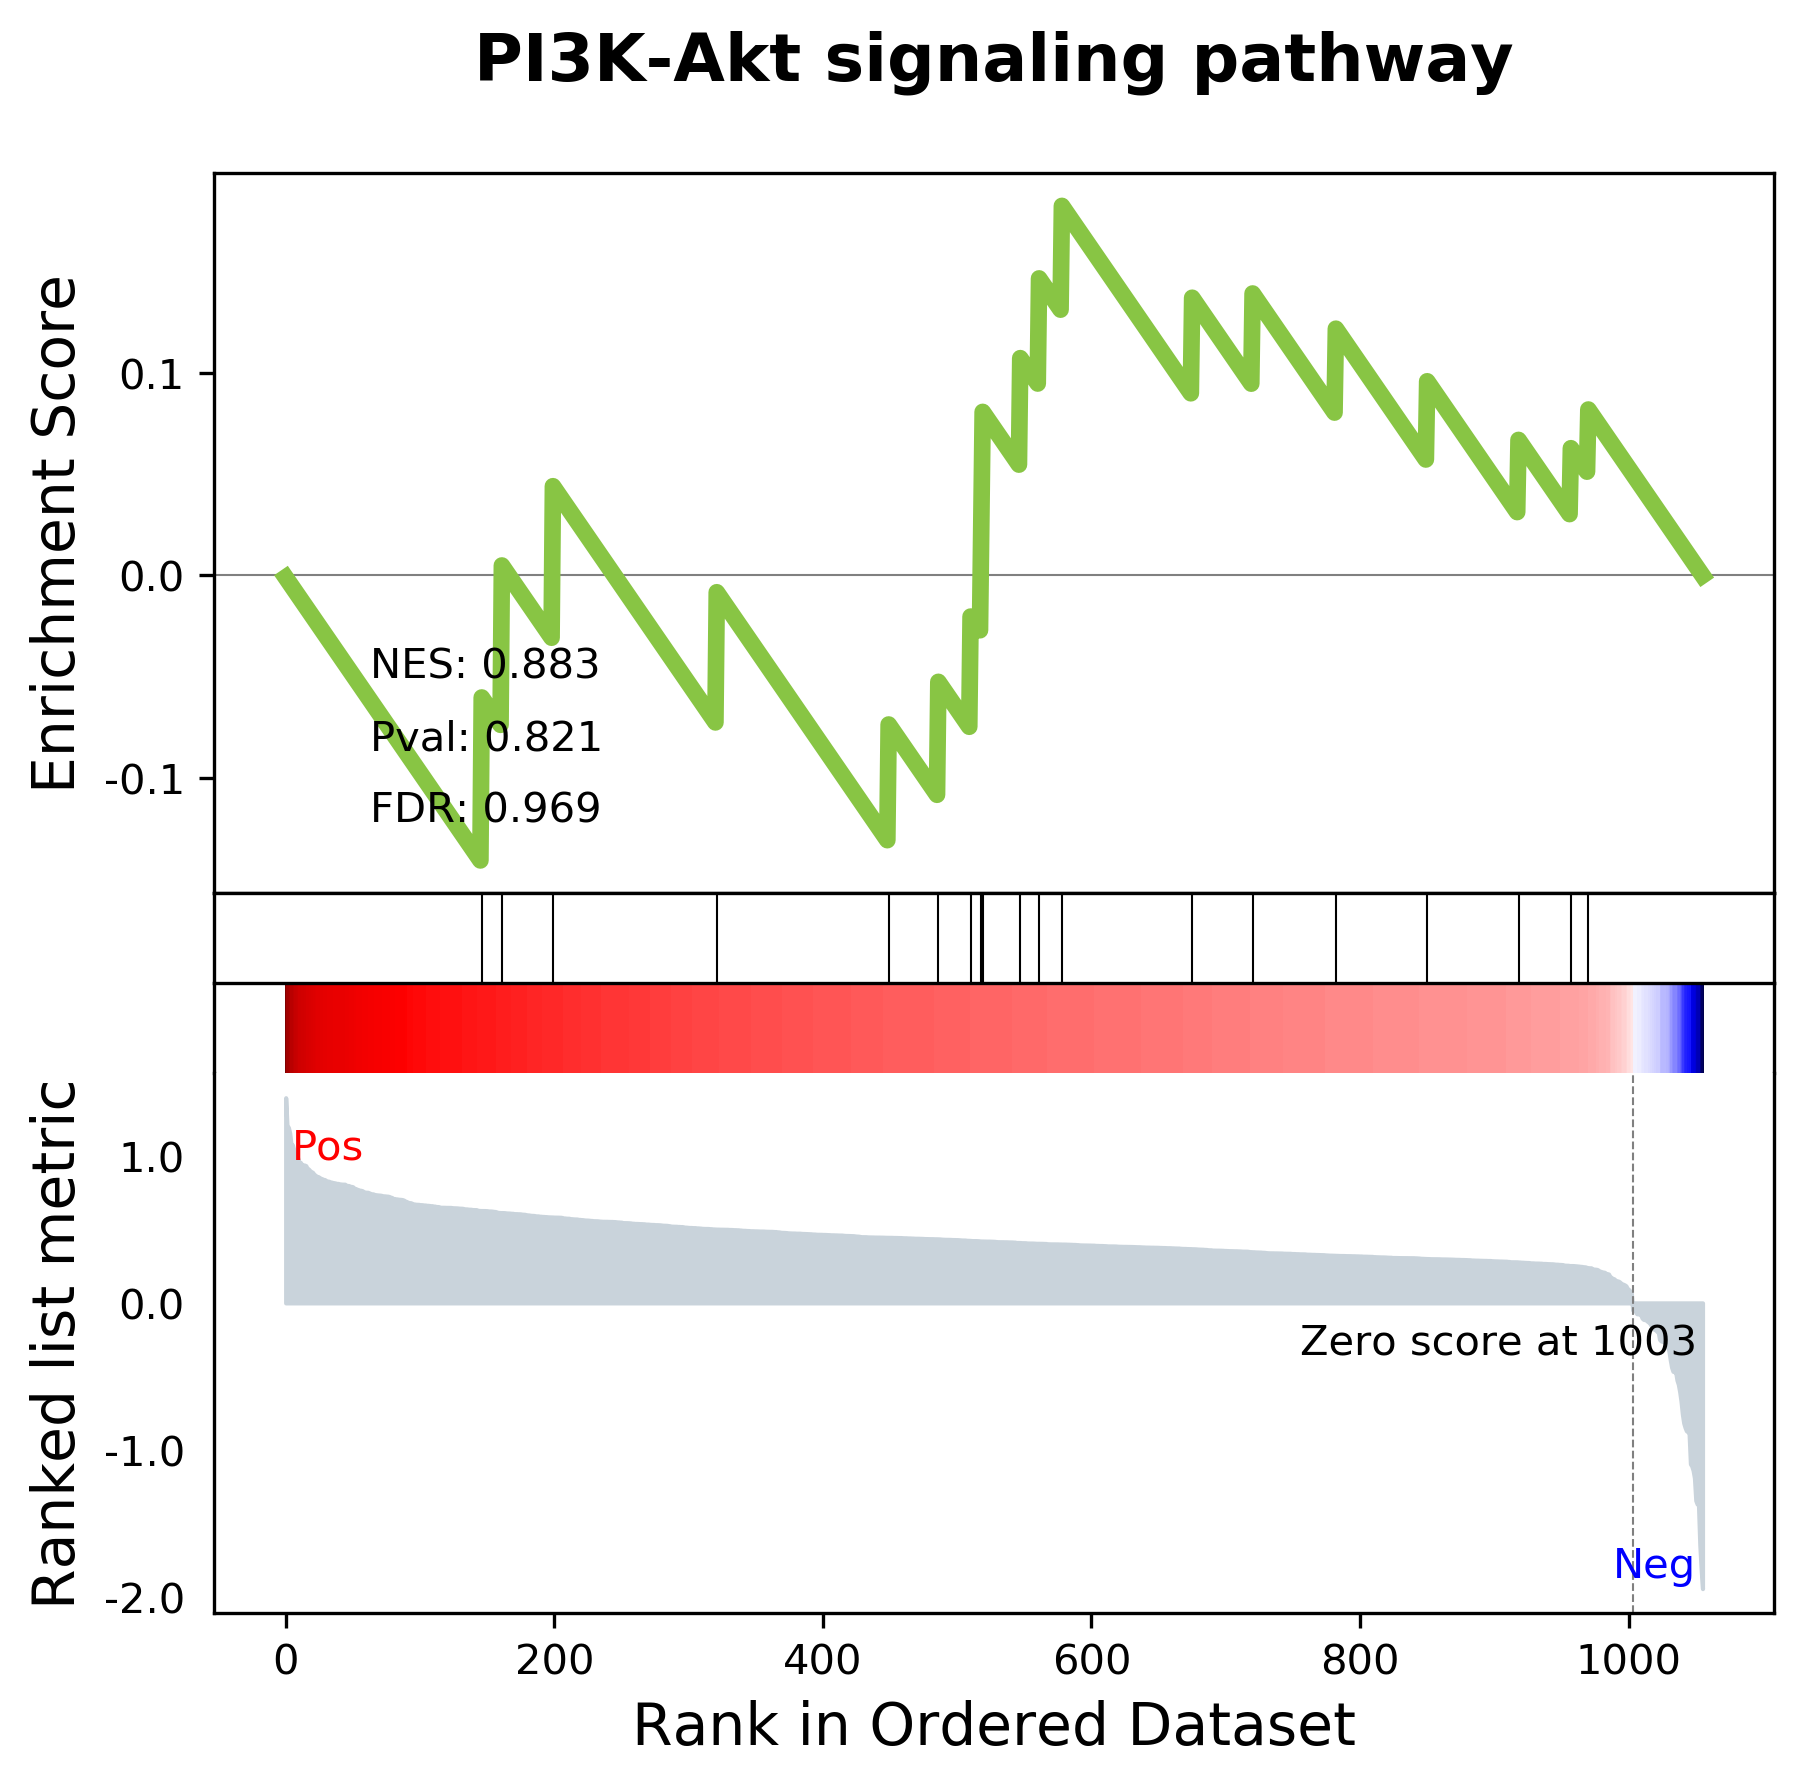 PI3K-Akt signaling pathway
Enrichment Score
0.1
0.0
-0.1
NES: 0.883
Pval: 0.821
FDR: 0.969
Ranked list metric
1.0
0.0
-1.0
-2.0
Pos
Zero score at 1003
Neg
0 200 400 600 800 1000
Rank in Ordered Dataset